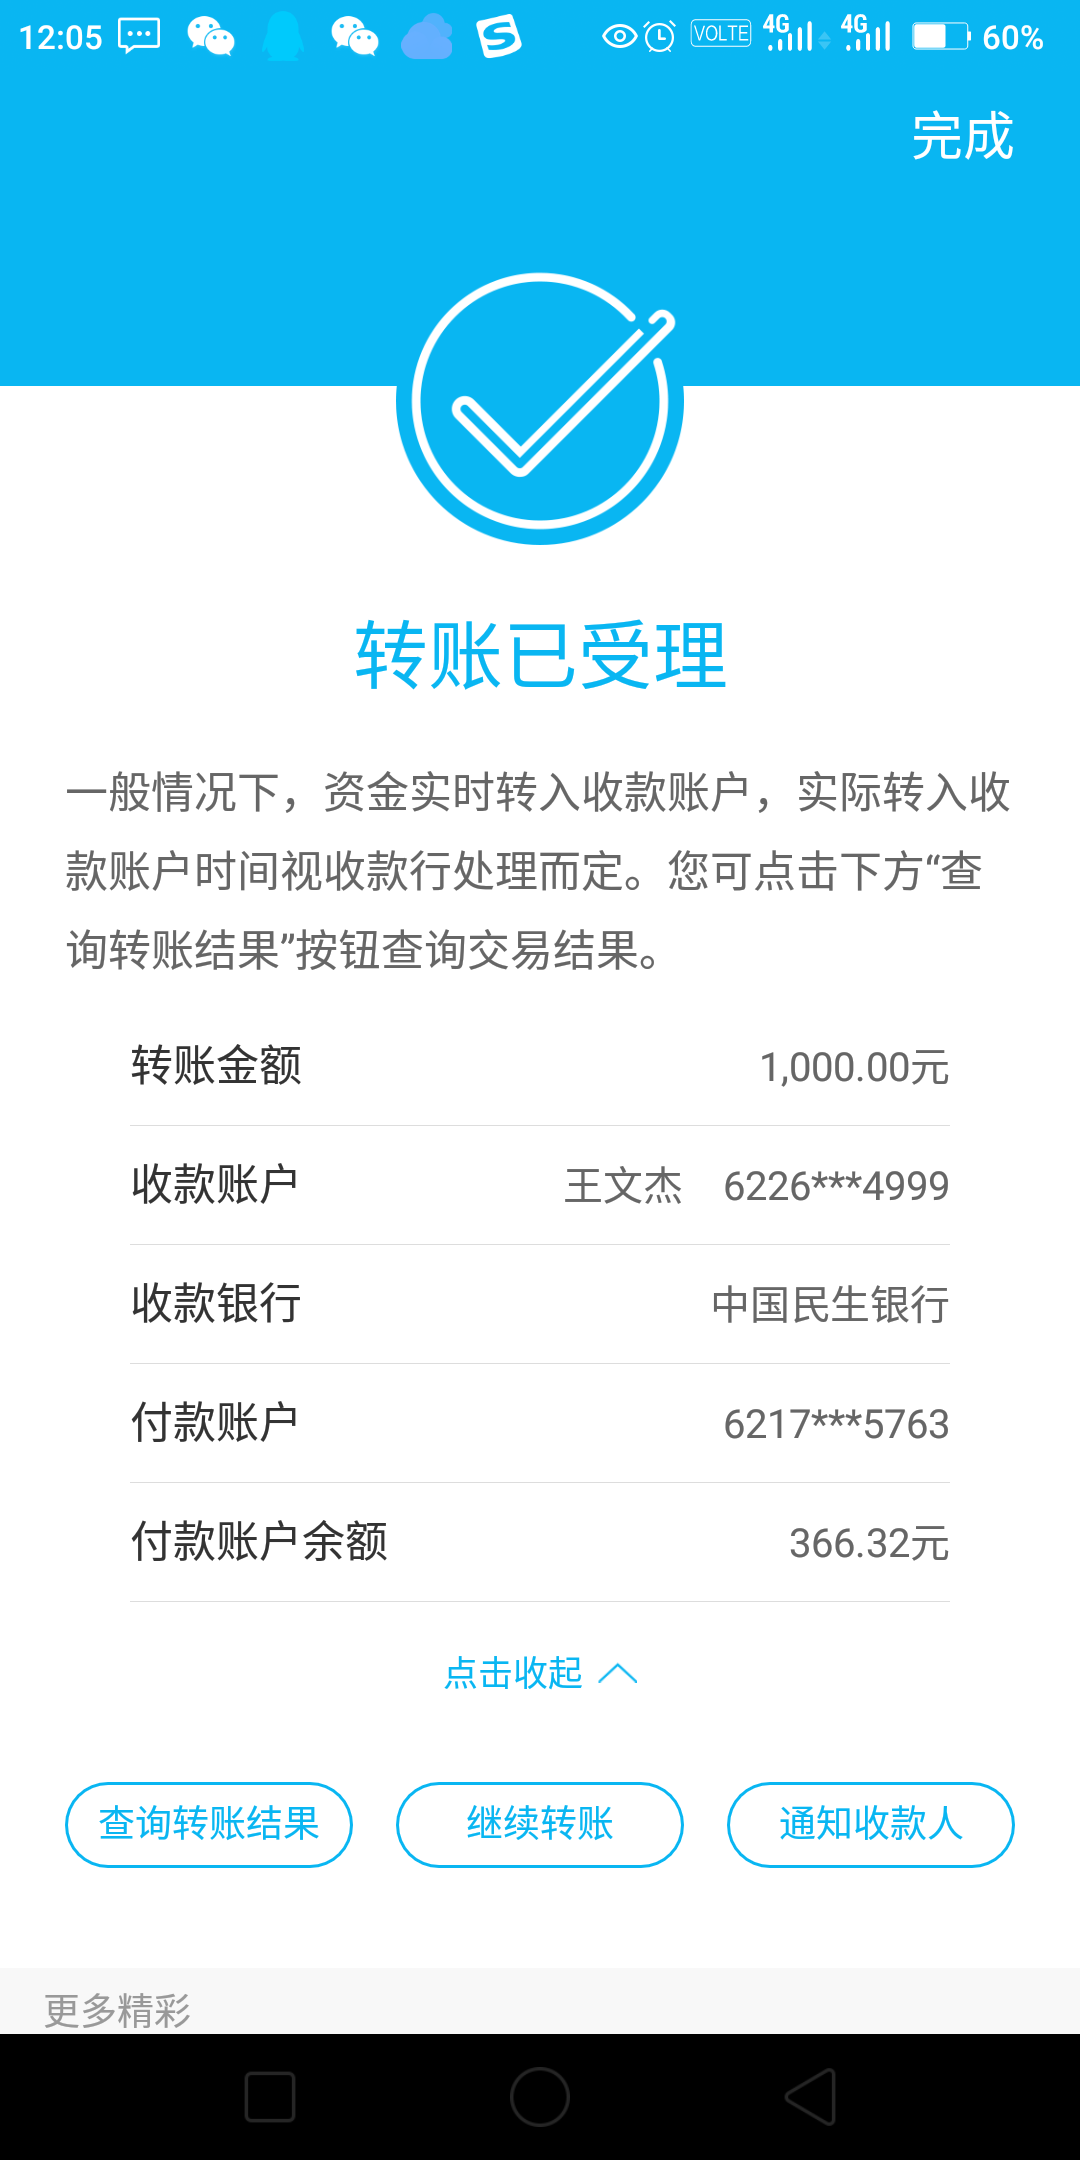 12:05 VOLTE 4G 4G 60%
完成
转账已受理
一般情况下，资金实时转入收款账户，实际转入收
款账户时间视收款行处理而定。您可点击下方“查
询转账结果”按钮查询交易结果。
转账金额 1,000.00元
收款账户 王文杰 6226***4999
收款银行 中国民生银行
付款账户 6217***5763
付款账户余额 366.32元
点击收起
查询转账结果 继续转账 通知收款人
更多精彩